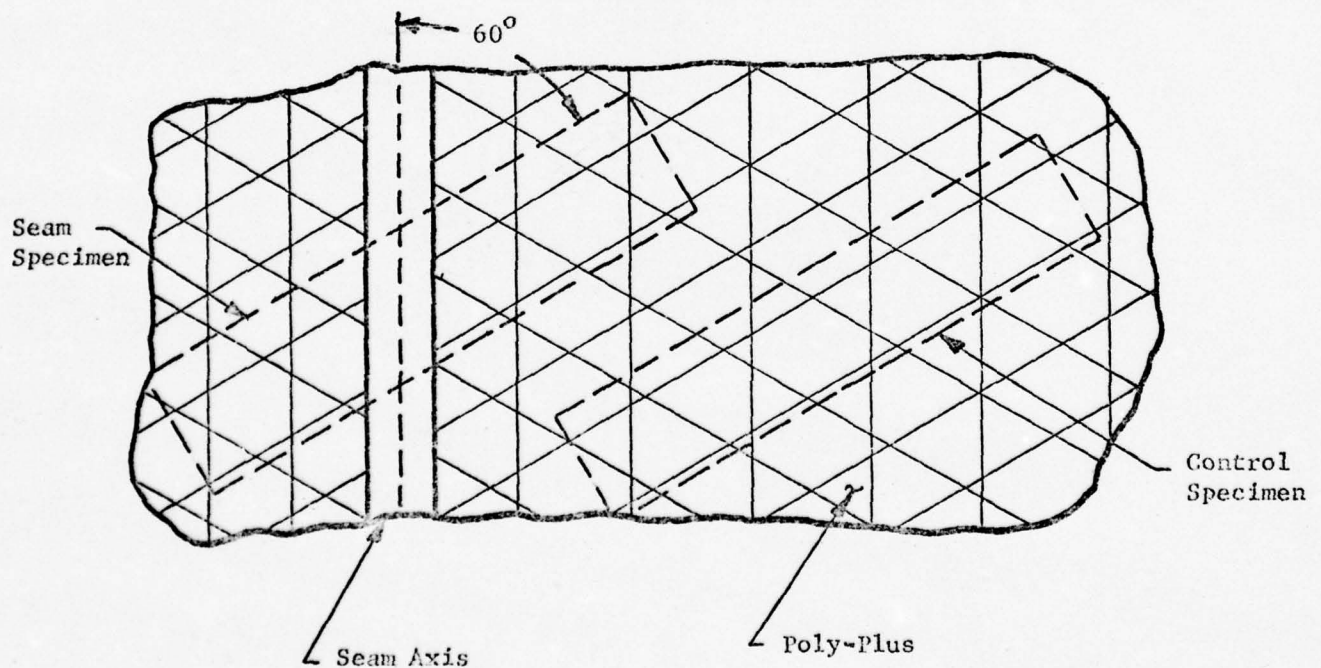 60°
Seam
Specimen
Control
Specimen
Poly-Plus
Seam Axis